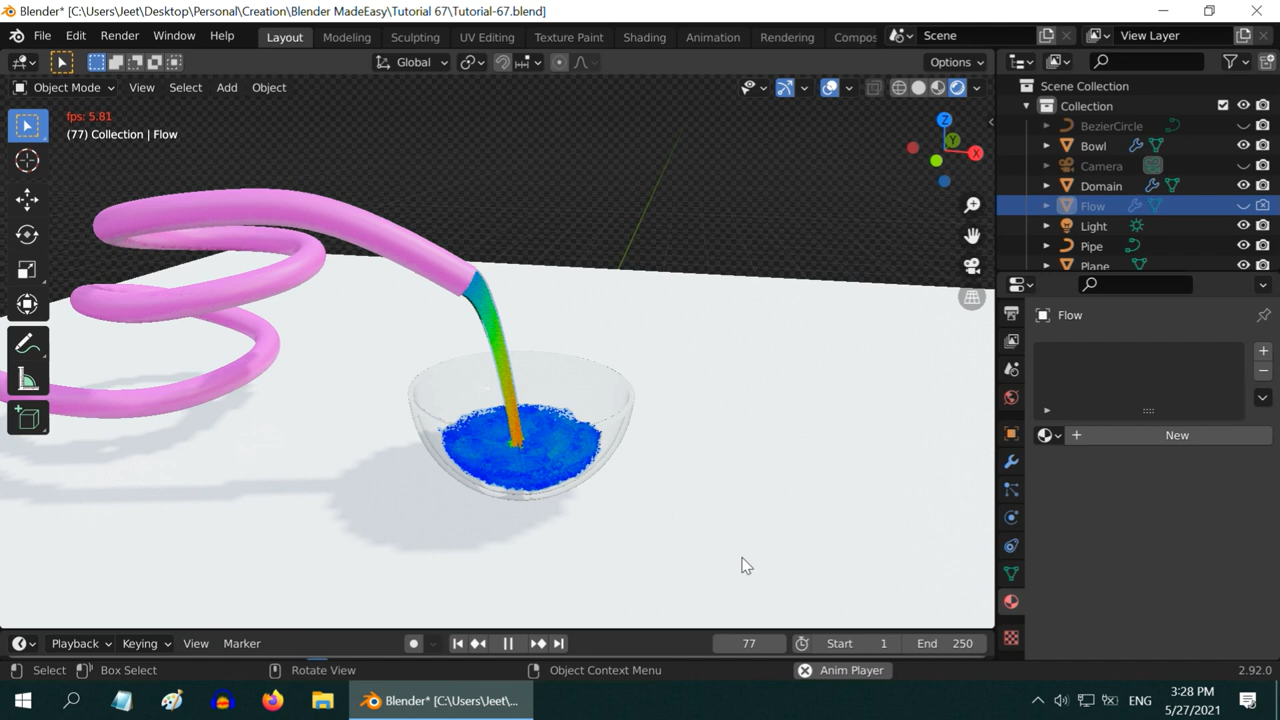 Blender* [C:\Users\Jeet\Desktop\Personal\Creation\Blender MadeEasy\Tutorial 67\Tutorial-67.blend]
File Edit Render Window Help Layout Modeling Sculpting UV Editing Texture Paint Shading Animation Rendering Compos Scene View Layer
Global Options
Object Mode View Select Add Object
Scene Collection
Collection
fps: 5.81
(77) Collection | Flow
BezierCircle
Bowl
Camera
Domain
Flow
Light
Pipe
Plane
Z
Y
X
Flow
New
Playback Keying View Marker 77 Start 1 End 250
Select Box Select Rotate View Object Context Menu Anim Player 2.92.0
Blender* [C:\Users\Jeet\...
ENG
3:28 PM
5/27/2021